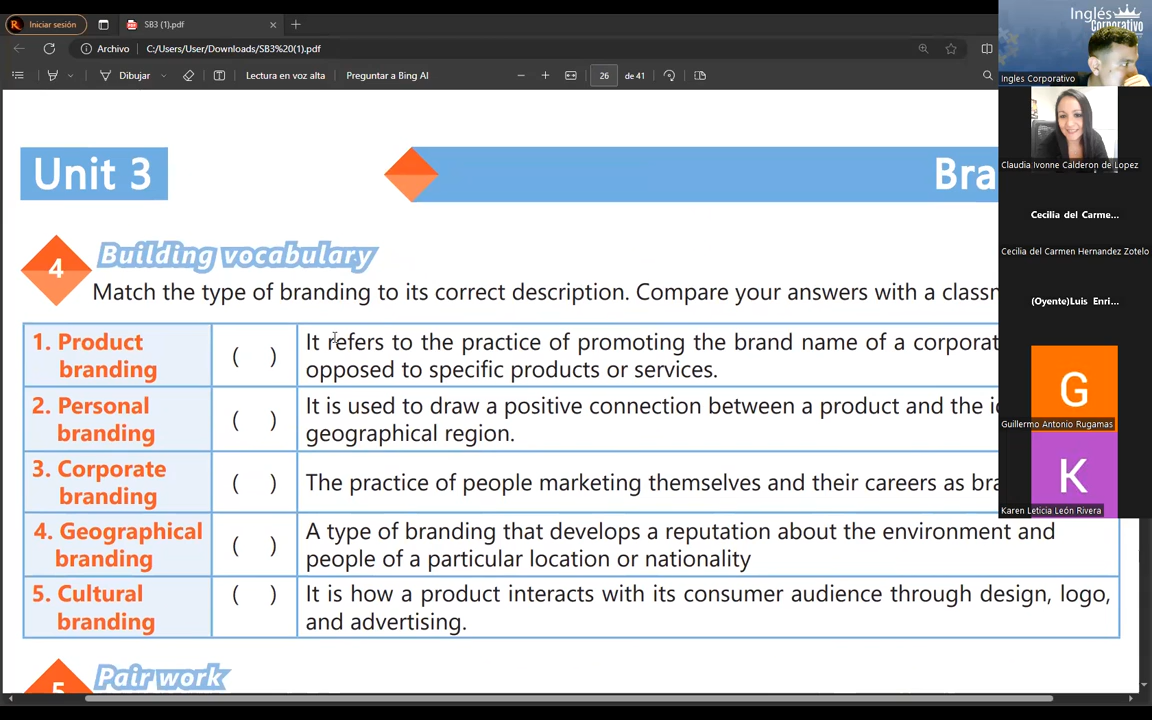 Iniciar sesión
SB3 (1).pdf
Archivo C:/Users/User/Downloads/SB3%20(1).pdf
Dibujar Lectura en voz alta Preguntar a Bing AI 26 de 41
Inglés
Corporativo
Ingles Corporativo
Claudia Ivonne Calderon de Lopez
Cecilia del Carme...
Cecilia del Carmen Hernandez Zotelo
(Oyente)Luis Enri...
G
Guillermo Antonio Rugamas
K
Karen Leticia León Rivera
Unit 3 Bra
4 Building vocabulary
Match the type of branding to its correct description. Compare your answers with a classm
1. Product branding ( ) It refers to the practice of promoting the brand name of a corporat
opposed to specific products or services.
2. Personal branding ( ) It is used to draw a positive connection between a product and the
geographical region.
3. Corporate branding ( ) The practice of people marketing themselves and their careers as bra
4. Geographical branding ( ) A type of branding that develops a reputation about the environment and
people of a particular location or nationality
5. Cultural branding ( ) It is how a product interacts with its consumer audience through design, logo,
and advertising.
5 Pair work